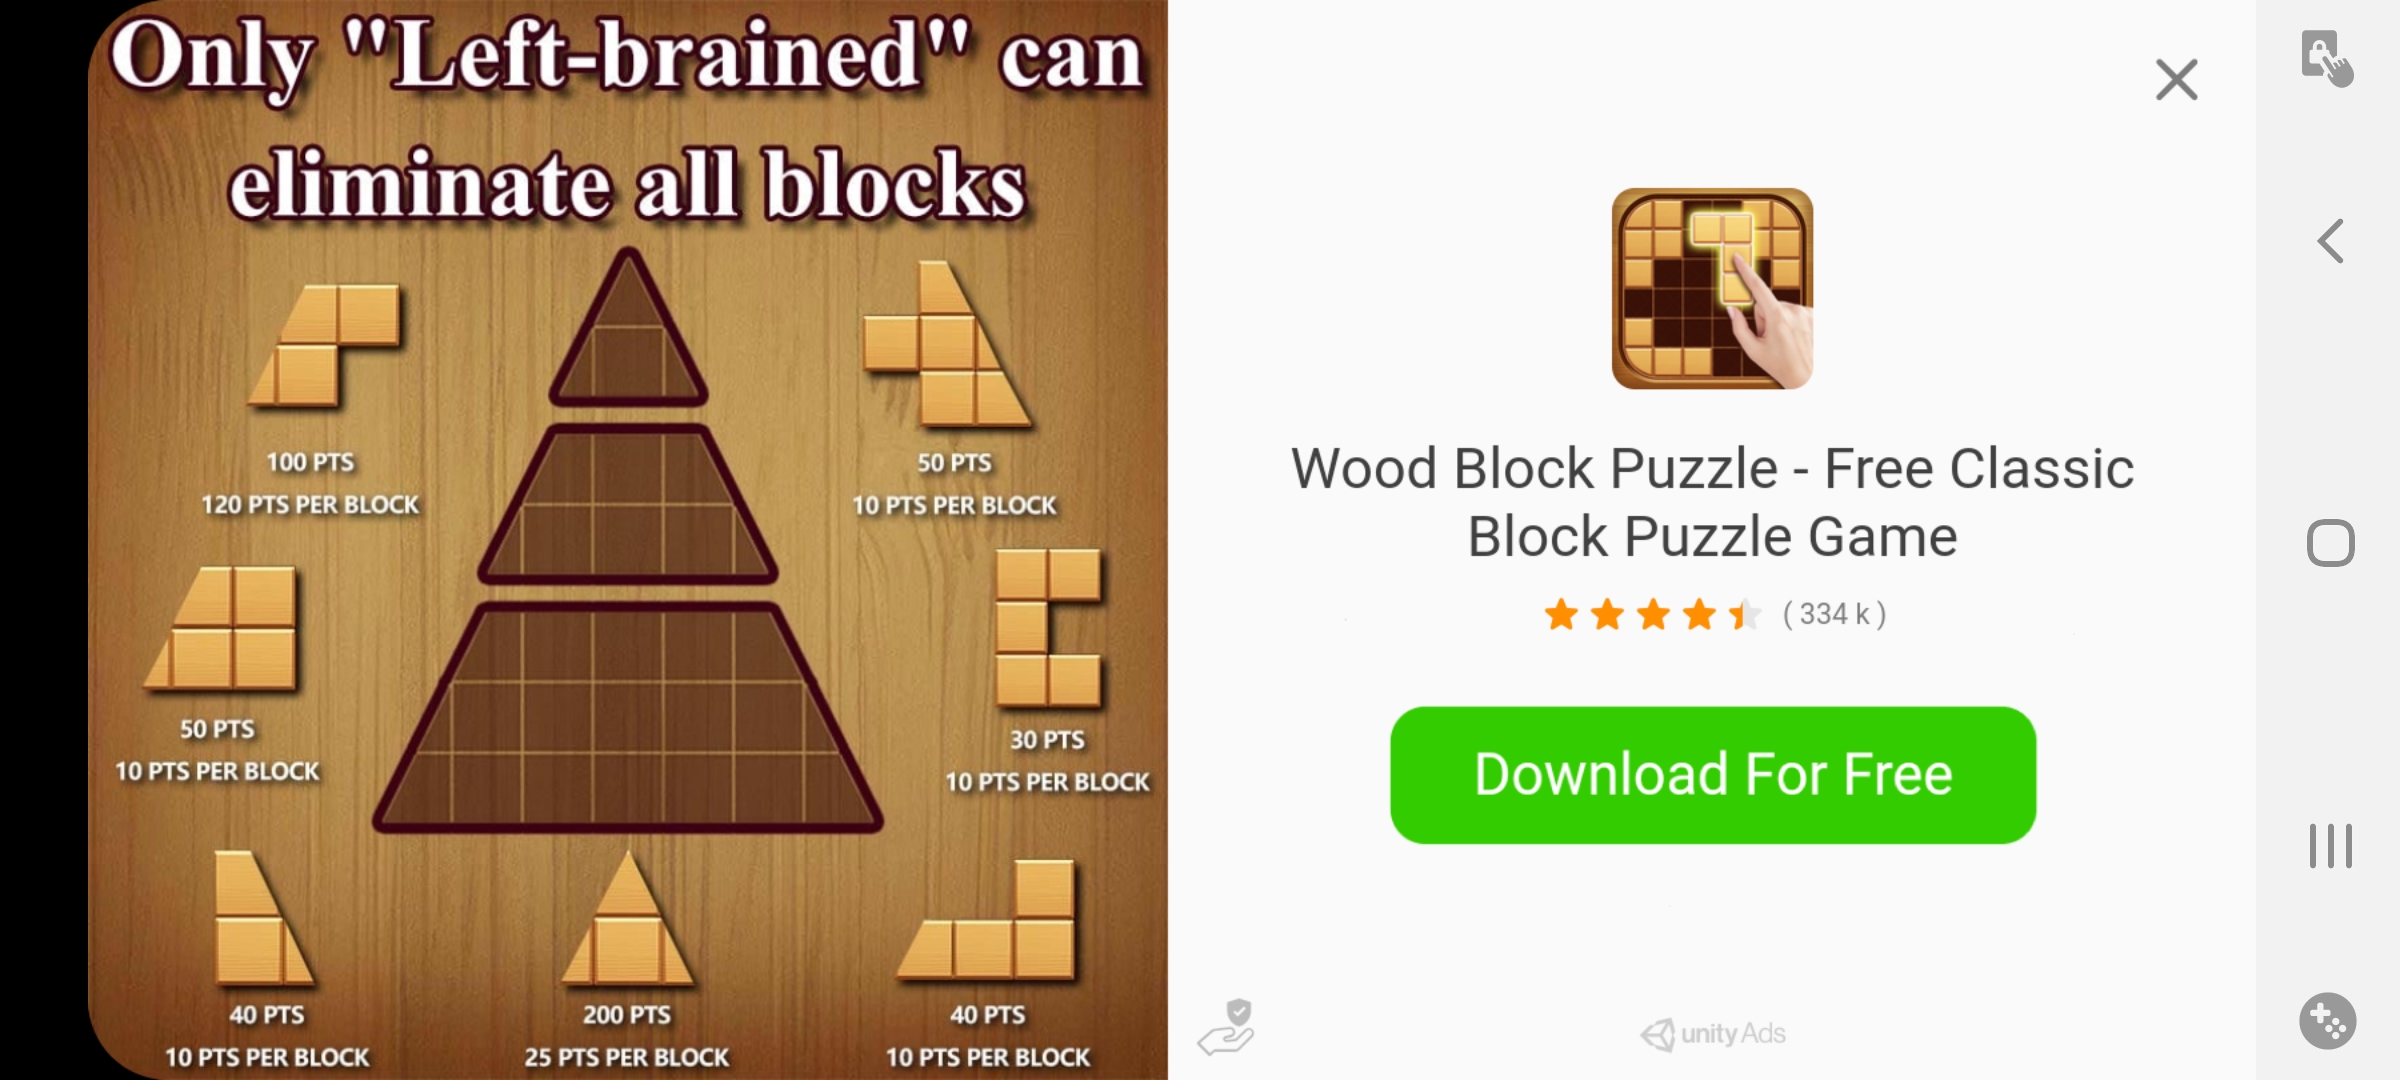 Only "Left-brained" can
eliminate all blocks
100 PTS
120 PTS PER BLOCK
50 PTS
10 PTS PER BLOCK
50 PTS
10 PTS PER BLOCK
30 PTS
10 PTS PER BLOCK
40 PTS
10 PTS PER BLOCK
200 PTS
25 PTS PER BLOCK
40 PTS
10 PTS PER BLOCK
Wood Block Puzzle - Free Classic
Block Puzzle Game
( 334 k )
Download For Free
unity Ads